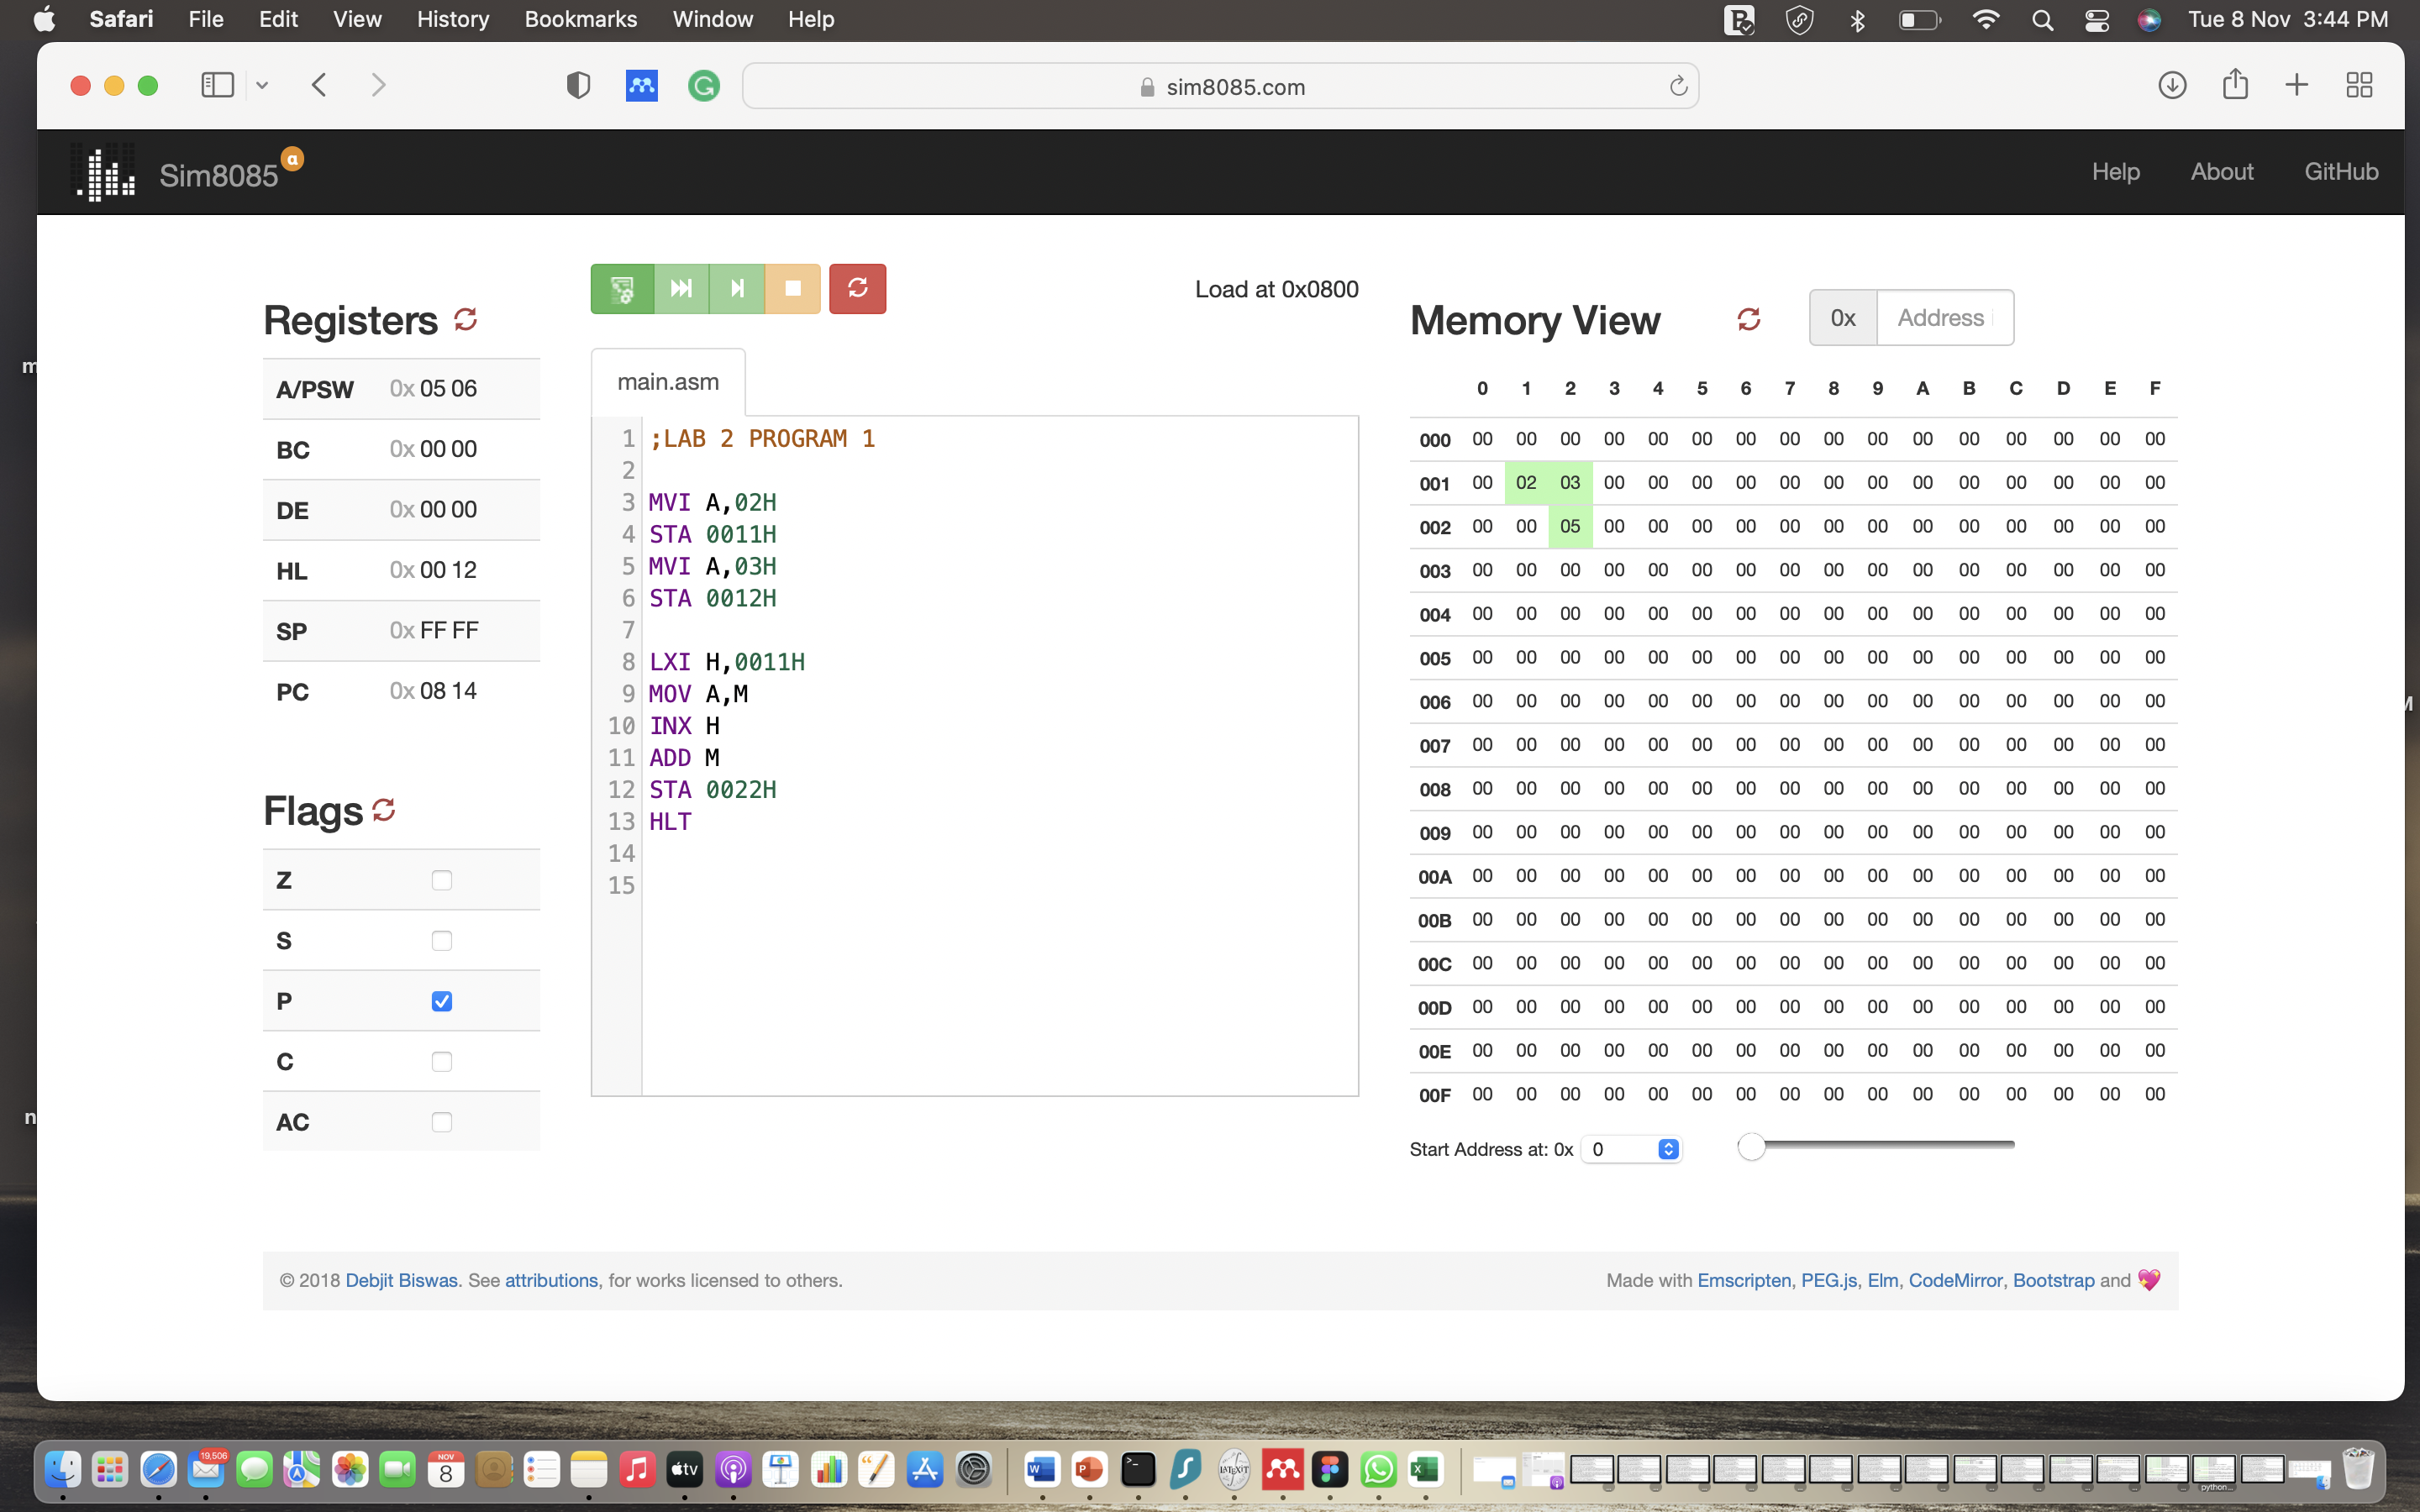 Safari File Edit View History Bookmarks Window Help Tue 8 Nov 3:44 PM
sim8085.com
Sim8085 α Help About GitHub
Load at 0x0800
Registers
A/PSW 0x 05 06
BC 0x 00 00
DE 0x 00 00
HL 0x 00 12
SP 0x FF FF
PC 0x 08 14
Flags
Z
S
P
C
AC
main.asm
1 ;LAB 2 PROGRAM 1
2
3 MVI A,02H
4 STA 0011H
5 MVI A,03H
6 STA 0012H
7
8 LXI H,0011H
9 MOV A,M
10 INX H
11 ADD M
12 STA 0022H
13 HLT
14
15
Memory View 0x Address
0 1 2 3 4 5 6 7 8 9 A B C D E F
000 00 00 00 00 00 00 00 00 00 00 00 00 00 00 00 00
001 00 02 03 00 00 00 00 00 00 00 00 00 00 00 00 00
002 00 00 05 00 00 00 00 00 00 00 00 00 00 00 00 00
003 00 00 00 00 00 00 00 00 00 00 00 00 00 00 00 00
004 00 00 00 00 00 00 00 00 00 00 00 00 00 00 00 00
005 00 00 00 00 00 00 00 00 00 00 00 00 00 00 00 00
006 00 00 00 00 00 00 00 00 00 00 00 00 00 00 00 00
007 00 00 00 00 00 00 00 00 00 00 00 00 00 00 00 00
008 00 00 00 00 00 00 00 00 00 00 00 00 00 00 00 00
009 00 00 00 00 00 00 00 00 00 00 00 00 00 00 00 00
00A 00 00 00 00 00 00 00 00 00 00 00 00 00 00 00 00
00B 00 00 00 00 00 00 00 00 00 00 00 00 00 00 00 00
00C 00 00 00 00 00 00 00 00 00 00 00 00 00 00 00 00
00D 00 00 00 00 00 00 00 00 00 00 00 00 00 00 00 00
00E 00 00 00 00 00 00 00 00 00 00 00 00 00 00 00 00
00F 00 00 00 00 00 00 00 00 00 00 00 00 00 00 00 00
Start Address at: 0x 0
© 2018 Debjit Biswas. See attributions, for works licensed to others.
Made with Emscripten, PEG.js, Elm, CodeMirror, Bootstrap and
19,506
NOV
8
tv
W
P
LATEXiT
X
python...